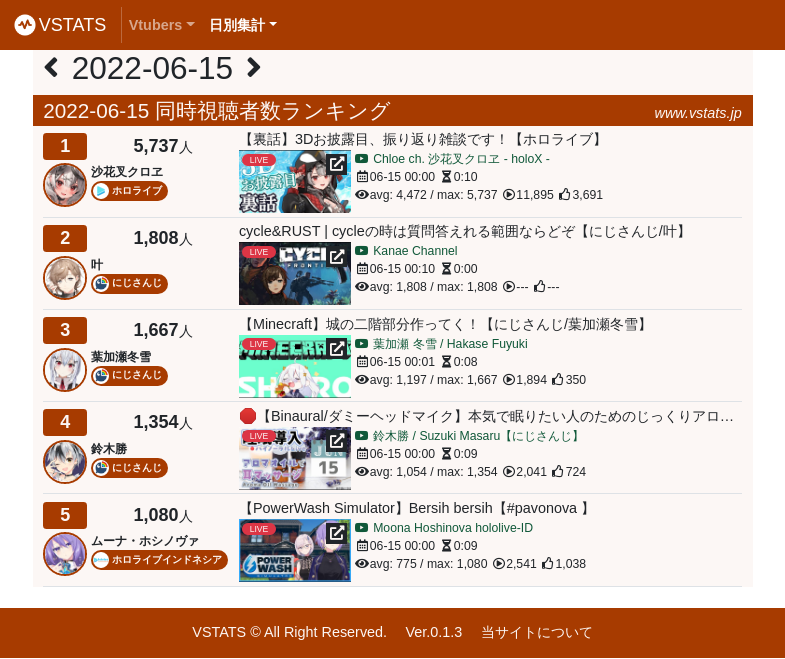 VSTATS Vtubers 日別集計
2022-06-15
2022-06-15 同時視聴者数ランキング www.vstats.jp
1 5,737人
沙花叉クロヱ
ホロライブ
【裏話】3Dお披露目、振り返り雑談です！【ホロライブ】
LIVE
お披露目
裏話
Chloe ch. 沙花叉クロヱ - holoX -
06-15 00:00 0:10
avg: 4,472 / max: 5,737 11,895 3,691
2 1,808人
叶
にじさんじ
cycle&RUST | cycleの時は質問答えれる範囲ならどぞ【にじさんじ/叶】
LIVE
CYCL
FRONTI
Kanae Channel
06-15 00:10 0:00
avg: 1,808 / max: 1,808 --- ---
3 1,667人
葉加瀬冬雪
にじさんじ
【Minecraft】城の二階部分作ってく！【にじさんじ/葉加瀬冬雪】
LIVE
葉加瀬 冬雪 / Hakase Fuyuki
06-15 00:01 0:08
avg: 1,197 / max: 1,667 1,894 350
4 1,354人
鈴木勝
にじさんじ
🛑【Binaural/ダミーヘッドマイク】本気で眠りたい人のためのじっくりアロ…
LIVE
JUN
15
鈴木勝 / Suzuki Masaru【にじさんじ】
06-15 00:00 0:09
avg: 1,054 / max: 1,354 2,041 724
5 1,080人
ムーナ・ホシノヴァ
ホロライブインドネシア
【PowerWash Simulator】Bersih bersih【#pavonova 】
LIVE
POWER
WASH
Moona Hoshinova hololive-ID
06-15 00:00 0:09
avg: 775 / max: 1,080 2,541 1,038
VSTATS © All Right Reserved. Ver.0.1.3 当サイトについて